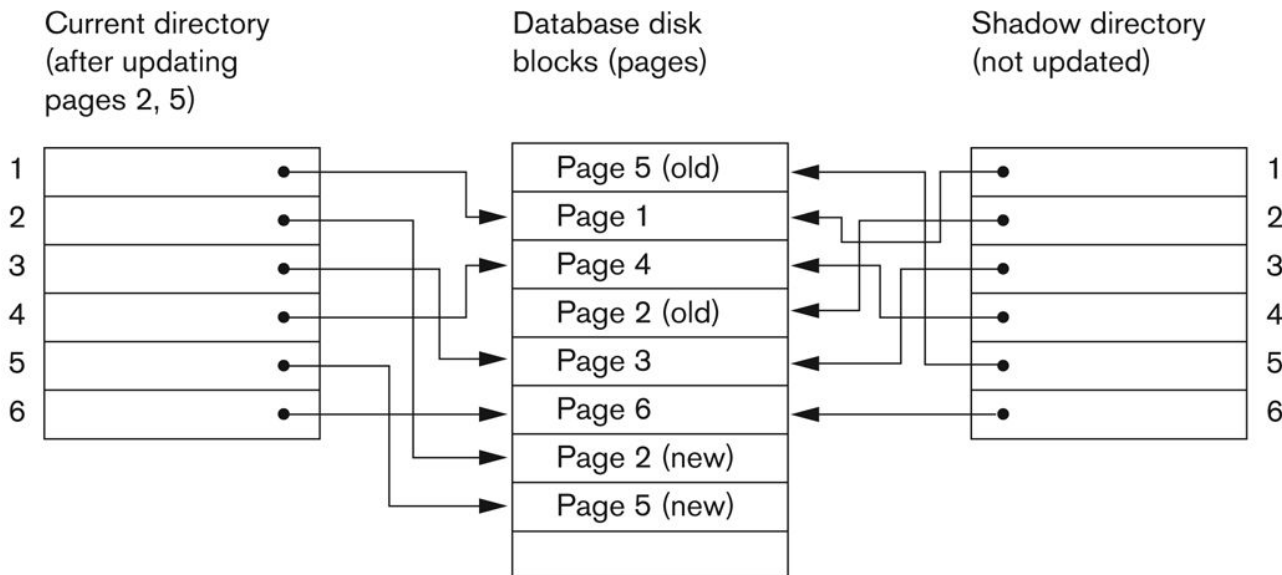 Current directory
(after updating
pages 2, 5)
Database disk
blocks (pages)
Shadow directory
(not updated)
1
2
3
4
5
6
Page 5 (old)
Page 1
Page 4
Page 2 (old)
Page 3
Page 6
Page 2 (new)
Page 5 (new)
1
2
3
4
5
6